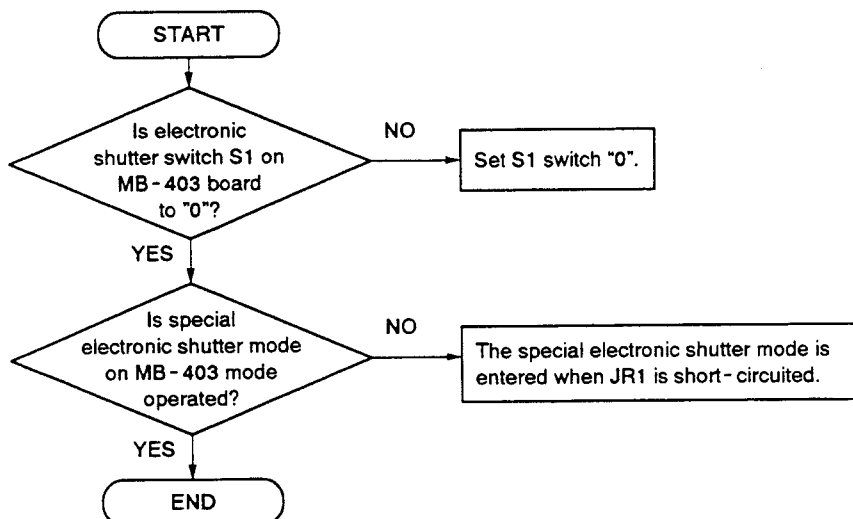 START
Is electronic
shutter switch S1 on
MB-403 board
to "0"?
NO
Set S1 switch "0".
YES
Is special
electronic shutter mode
on MB-403 mode
operated?
NO
The special electronic shutter mode is
entered when JR1 is short-circuited.
YES
END